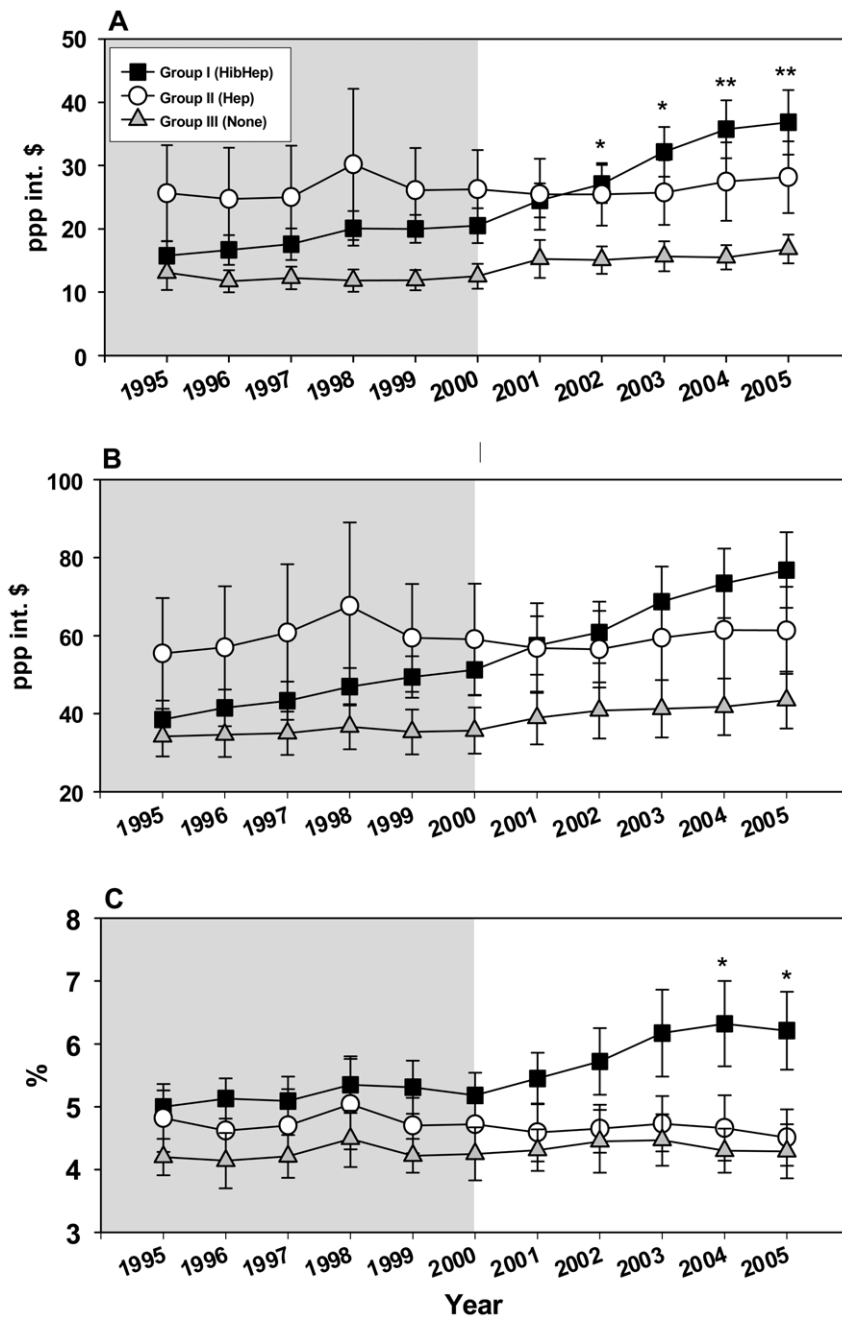 A
50
40
30
20
10
0
ppp int. $
Group I (HibHep)
Group II (Hep)
Group III (None)
* * ** **
1995 1996 1997 1998 1999 2000 2001 2002 2003 2004 2005
B
100
80
60
40
20
ppp int. $
1995 1996 1997 1998 1999 2000 2001 2002 2003 2004 2005
C
8
7
6
5
4
3
%
* *
1995 1996 1997 1998 1999 2000 2001 2002 2003 2004 2005
Year